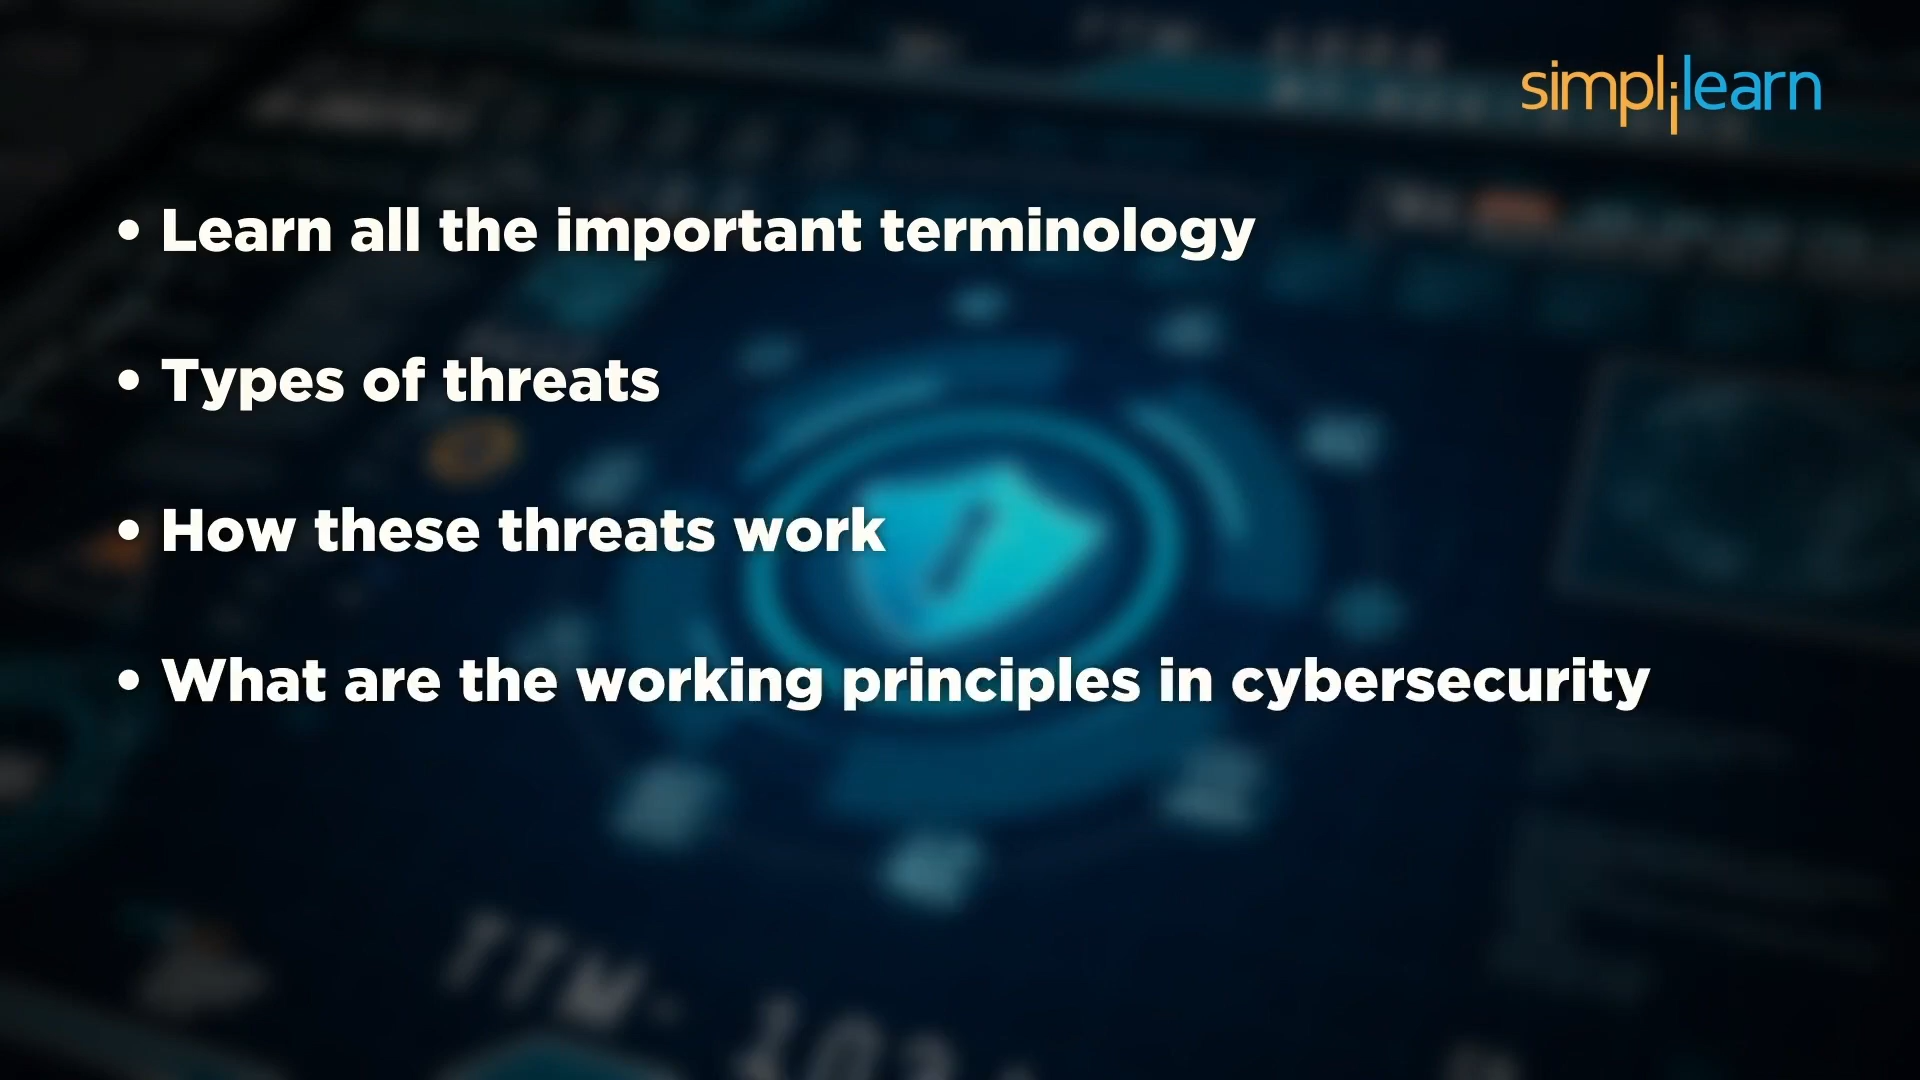 simplilearn
• Learn all the important terminology
• Types of threats
• How these threats work
• What are the working principles in cybersecurity
TTM-